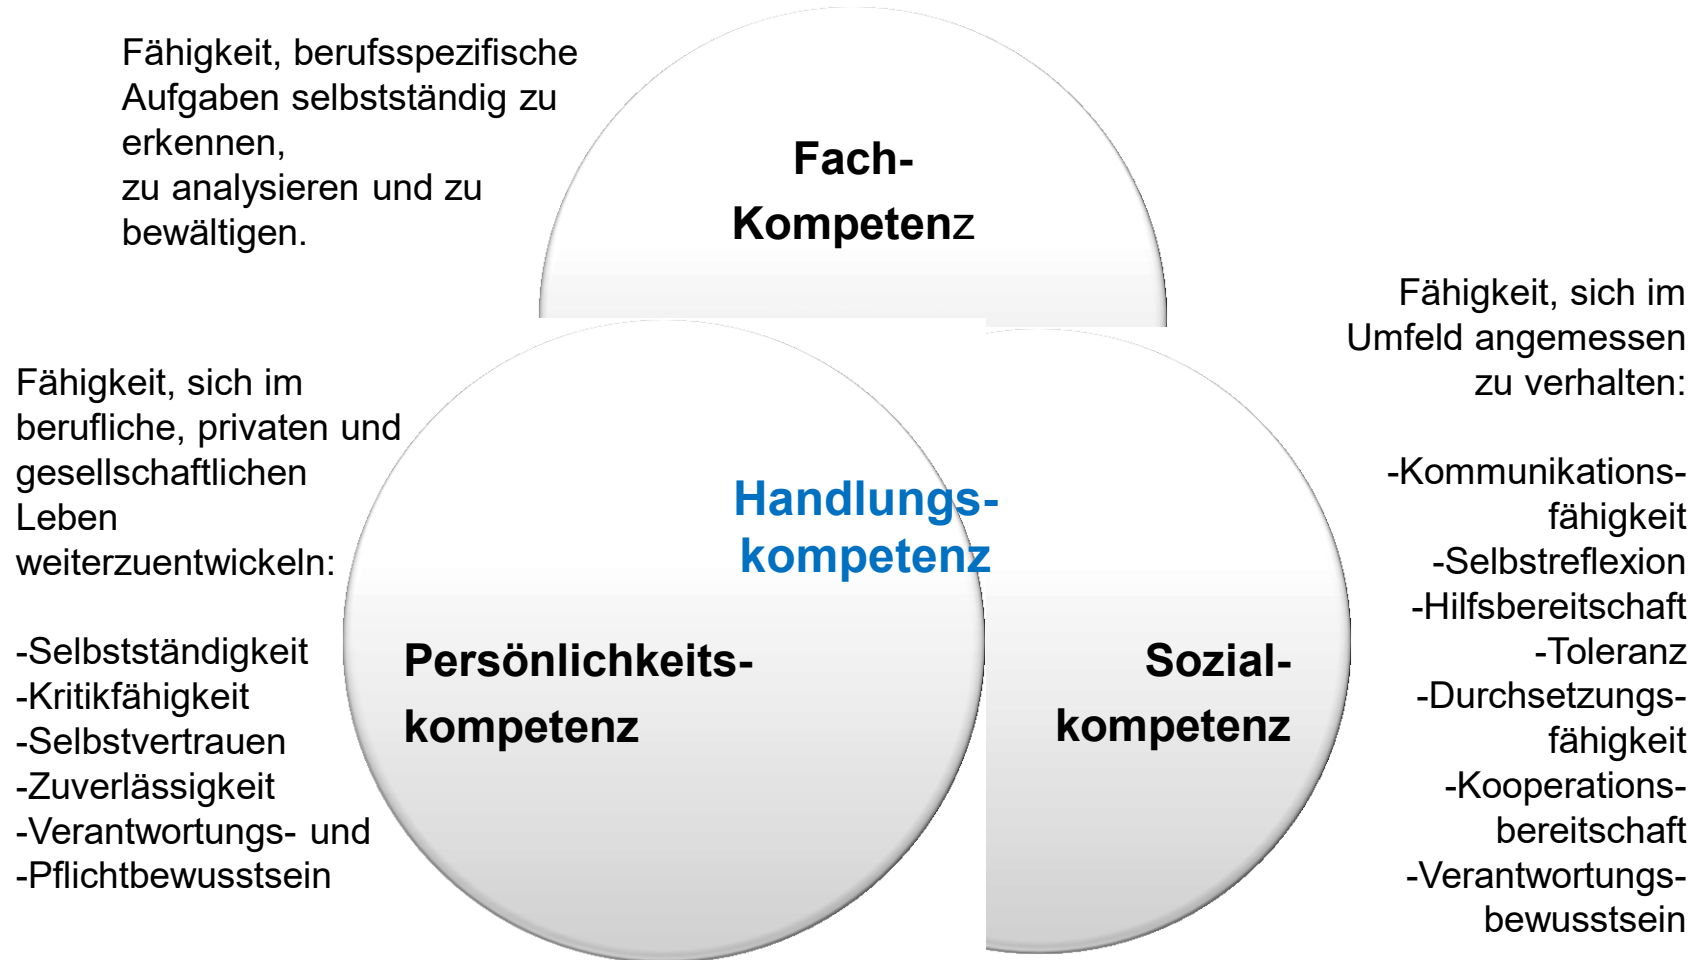 Fähigkeit, berufsspezifische
Aufgaben selbstständig zu
erkennen,
zu analysieren und zu
bewältigen.
Fach-
Kompetenz
Fähigkeit, sich im
Umfeld angemessen
zu verhalten:
-Kommunikations-
fähigkeit
-Selbstreflexion
-Hilfsbereitschaft
-Toleranz
-Durchsetzungs-
fähigkeit
-Kooperations-
bereitschaft
-Verantwortungs-
bewusstsein
Fähigkeit, sich im
berufliche, privaten und
gesellschaftlichen
Leben
weiterzuentwickeln:
-Selbstständigkeit
-Kritikfähigkeit
-Selbstvertrauen
-Zuverlässigkeit
-Verantwortungs- und
-Pflichtbewusstsein
Handlungs-
kompetenz
Persönlichkeits-
kompetenz
Sozial-
kompetenz